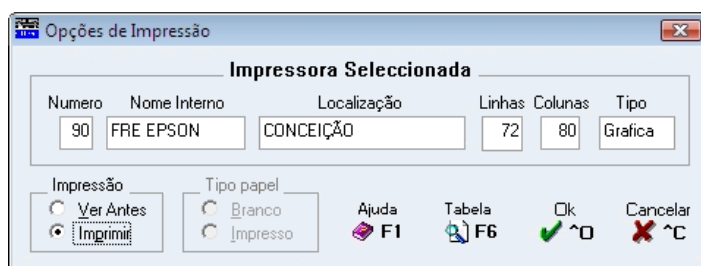 Opções de Impressão
Impressora Seleccionada
Numero Nome Interno Localização Linhas Colunas Tipo
90 FRE EPSON CONCEIÇÃO 72 80 Grafica
Impressão Tipo papel
Ver Antes Branco Ajuda Tabela Ok Cancelar
Imprimir Impresso F1 F6 ^O ^C